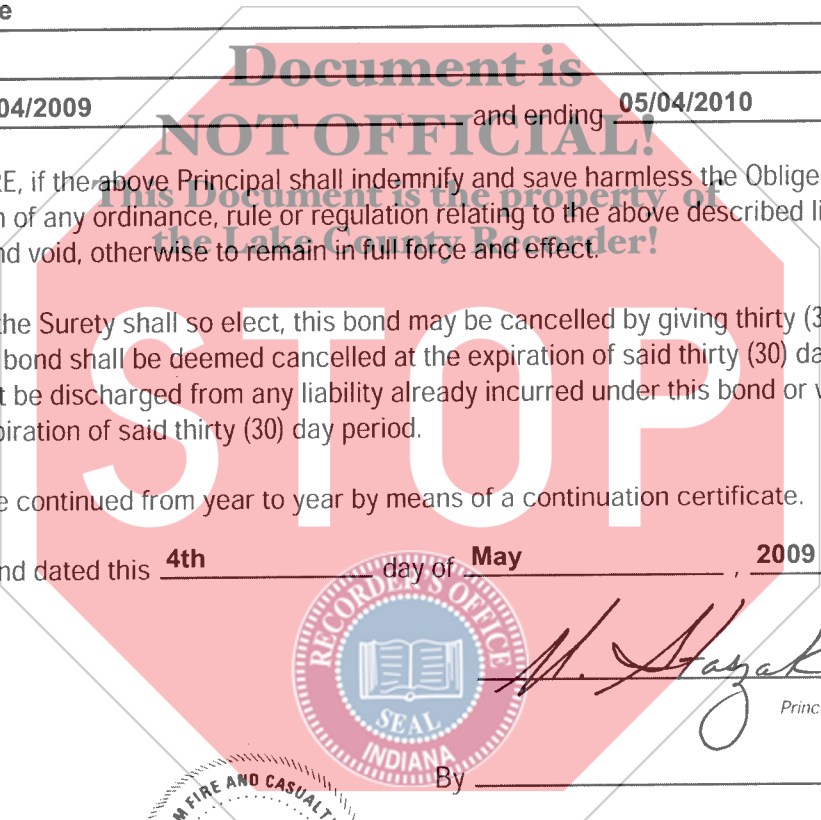 e
Document is
04/2009 and ending 05/04/2010
NOT OFFICIAL!
RE, if the above Principal shall indemnify and save harmless the Oblige
This Document is the property of
n of any ordinance, rule or regulation relating to the above described li
the Lake County Recorder!
nd void, otherwise to remain in full force and effect.
STOP
the Surety shall so elect, this bond may be cancelled by giving thirty (3
bond shall be deemed cancelled at the expiration of said thirty (30) da
t be discharged from any liability already incurred under this bond or v
piration of said thirty (30) day period.
e continued from year to year by means of a continuation certificate.
nd dated this 4th day of May , 2009
RECORDER'S OFFICE
SEAL
INDIANA
Princ
By
M FIRE AND CASUALT